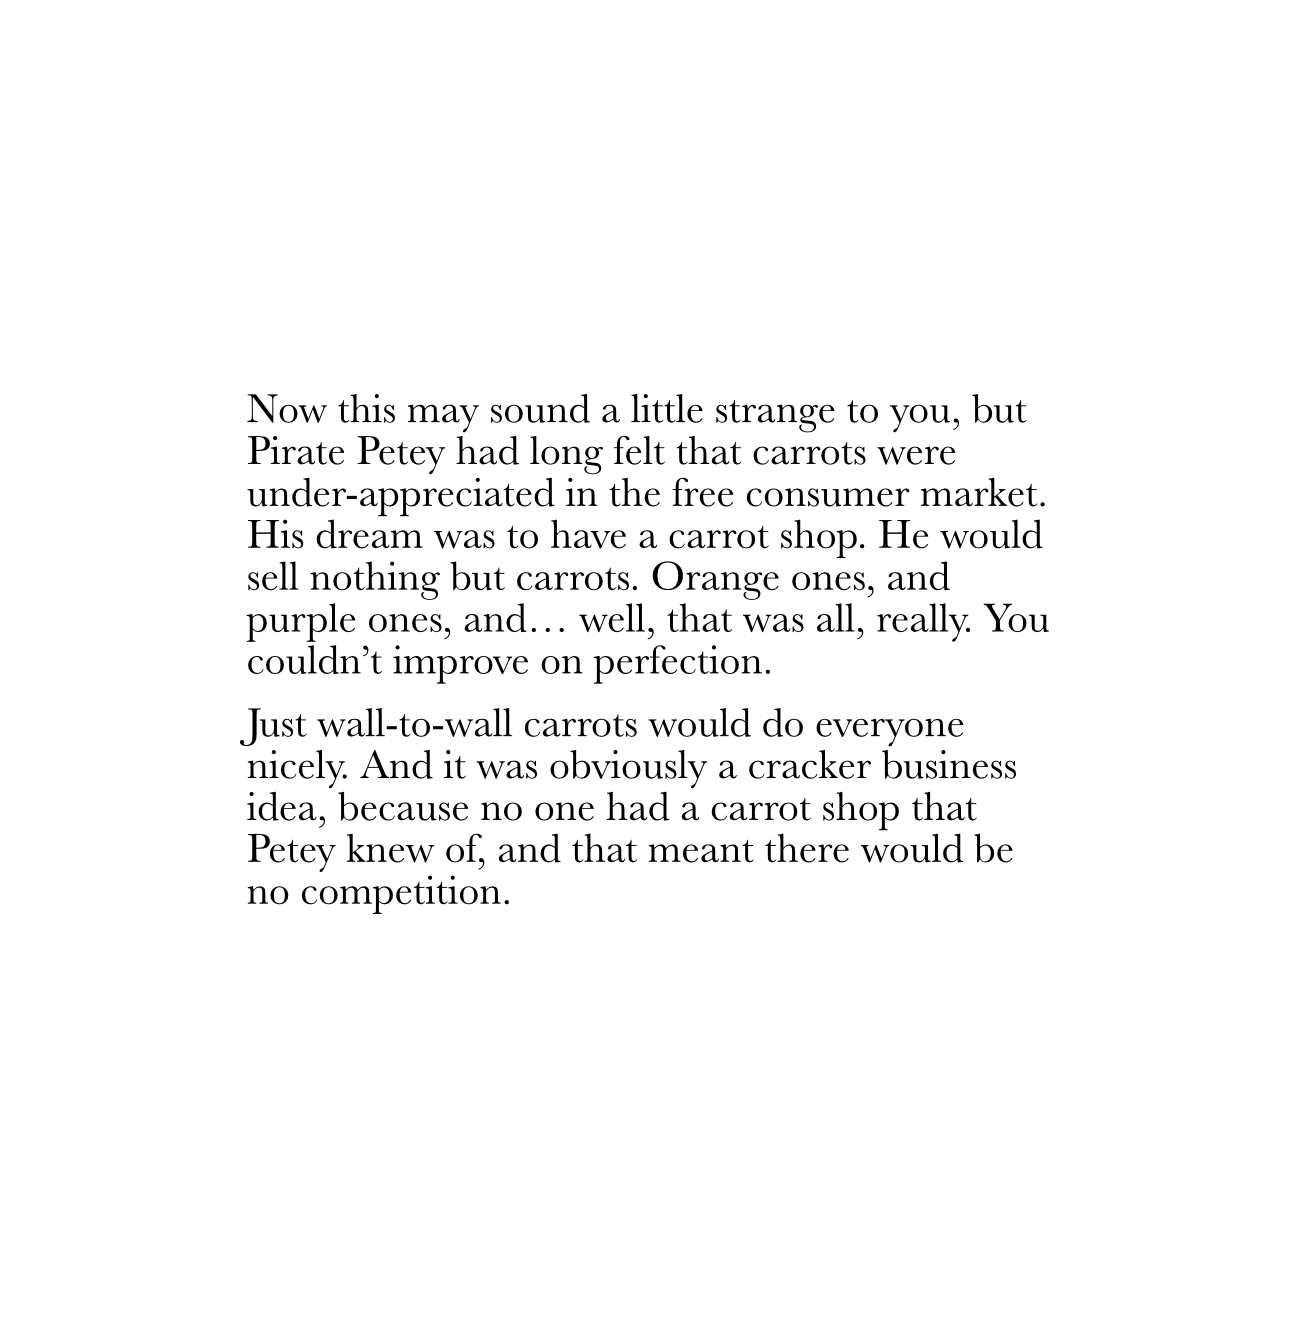 Now this may sound a little strange to you, but
Pirate Petey had long felt that carrots were
under-appreciated in the free consumer market.
His dream was to have a carrot shop. He would
sell nothing but carrots. Orange ones, and
purple ones, and… well, that was all, really. You
couldn’t improve on perfection.
Just wall-to-wall carrots would do everyone
nicely. And it was obviously a cracker business
idea, because no one had a carrot shop that
Petey knew of, and that meant there would be
no competition.